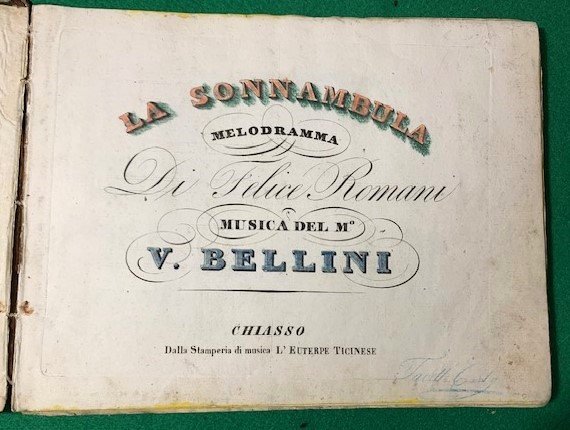 LA SONNAMBULA
MELODRAMMA
Di Felice Romani
MUSICA DEL Mº
V. BELLINI
CHIASSO
Dalla Stamperia di musica L'EUTERPE TICINESE